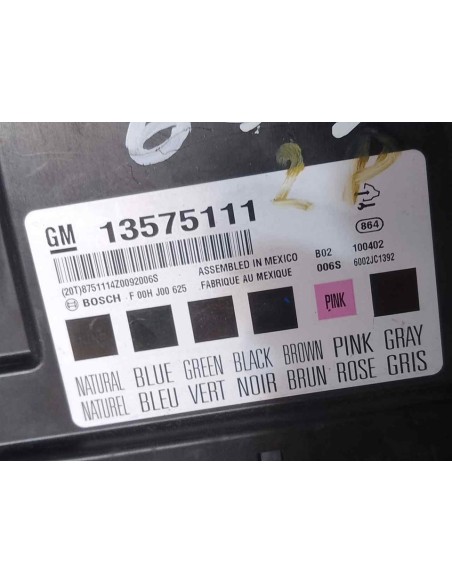 2P
GM 13575111
864
(20T)8751114Z0092006S
ASSEMBLED IN MEXICO
FABRIQUE AU MEXIQUE
B02 100402
006S 6002JC1392
BOSCH F 00H J00 625
PINK
NATURAL BLUE GREEN BLACK BROWN PINK GRAY
NATUREL BLEU VERT NOIR BRUN ROSE GRIS